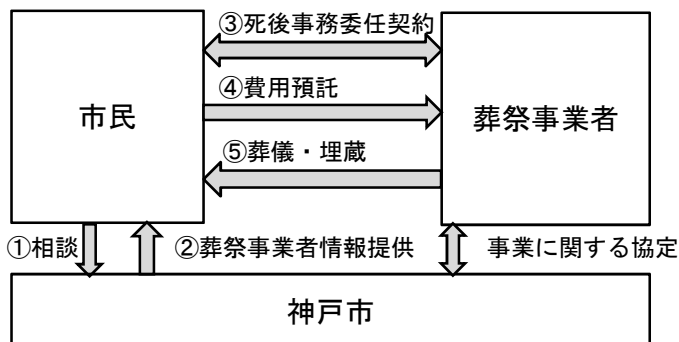 ③死後事務委任契約
④費用預託
市民
葬祭事業者
⑤葬儀・埋蔵
①相談
②葬祭事業者情報提供
事業に関する協定
神戸市